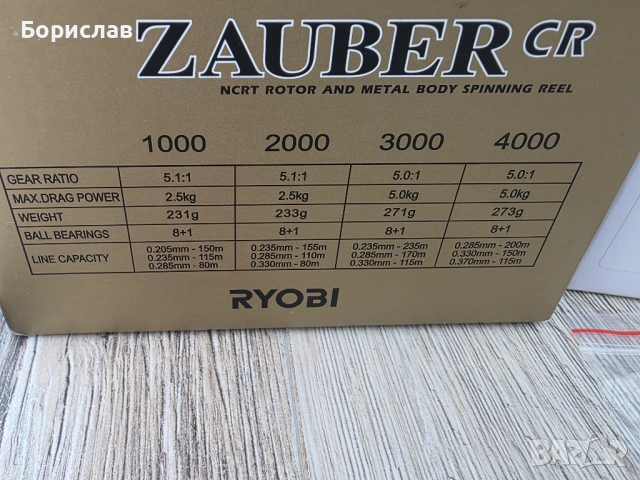 Борислав
ZAUBER CR
NCRT ROTOR AND METAL BODY SPINNING REEL
1000 2000 3000 4000
GEAR RATIO 5.1:1 5.1:1 5.0:1 5.0:1
MAX.DRAG POWER 2.5kg 2.5kg 5.0kg 5.0kg
WEIGHT 231g 233g 271g 273g
BALL BEARINGS 8+1 8+1 8+1 8+1
LINE CAPACITY 0.205mm - 150m 0.235mm - 155m 0.235mm - 235m 0.285mm - 200m
0.235mm - 115m 0.285mm - 110m 0.285mm - 170m 0.330mm - 150m
0.285mm - 80m 0.330mm - 80m 0.330mm - 115m 0.370mm - 115m
RYOBI
BAZAR